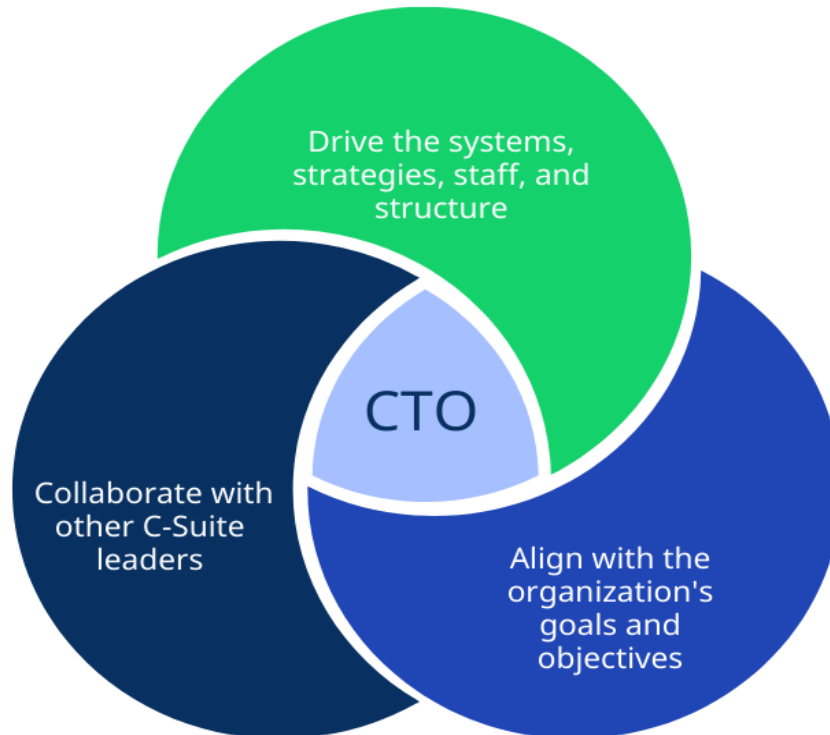 Drive the systems,
strategies, staff, and
structure
CTO
Collaborate with
other C-Suite
leaders
Align with the
organization's
goals and
objectives